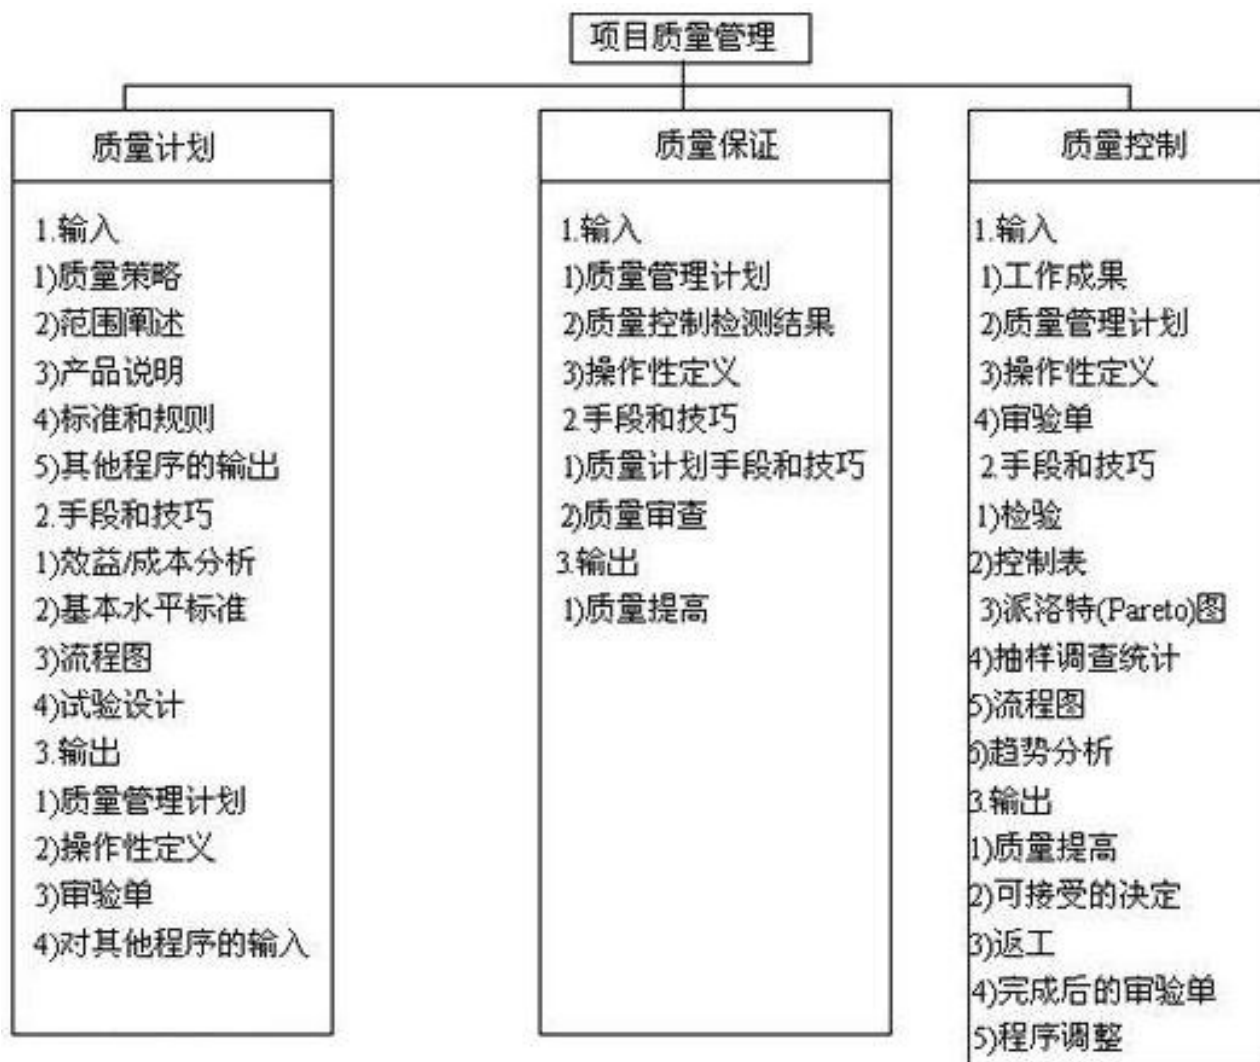 项目质量管理
质量计划
1.输入
1)质量策略
2)范围阐述
3)产品说明
4)标准和规则
5)其他程序的输出
2.手段和技巧
1)效益/成本分析
2)基本水平标准
3)流程图
4)试验设计
3.输出
1)质量管理计划
2)操作性定义
3)审验单
4)对其他程序的输入
质量保证
1.输入
1)质量管理计划
2)质量控制检测结果
3)操作性定义
2.手段和技巧
1)质量计划手段和技巧
2)质量审查
3.输出
1)质量提高
质量控制
1.输入
1)工作成果
2)质量管理计划
3)操作性定义
4)审验单
2.手段和技巧
1)检验
2)控制表
3)派洛特(Pareto)图
4)抽样调查统计
5)流程图
6)趋势分析
3.输出
1)质量提高
2)可接受的决定
3)返工
4)完成后的审验单
5)程序调整